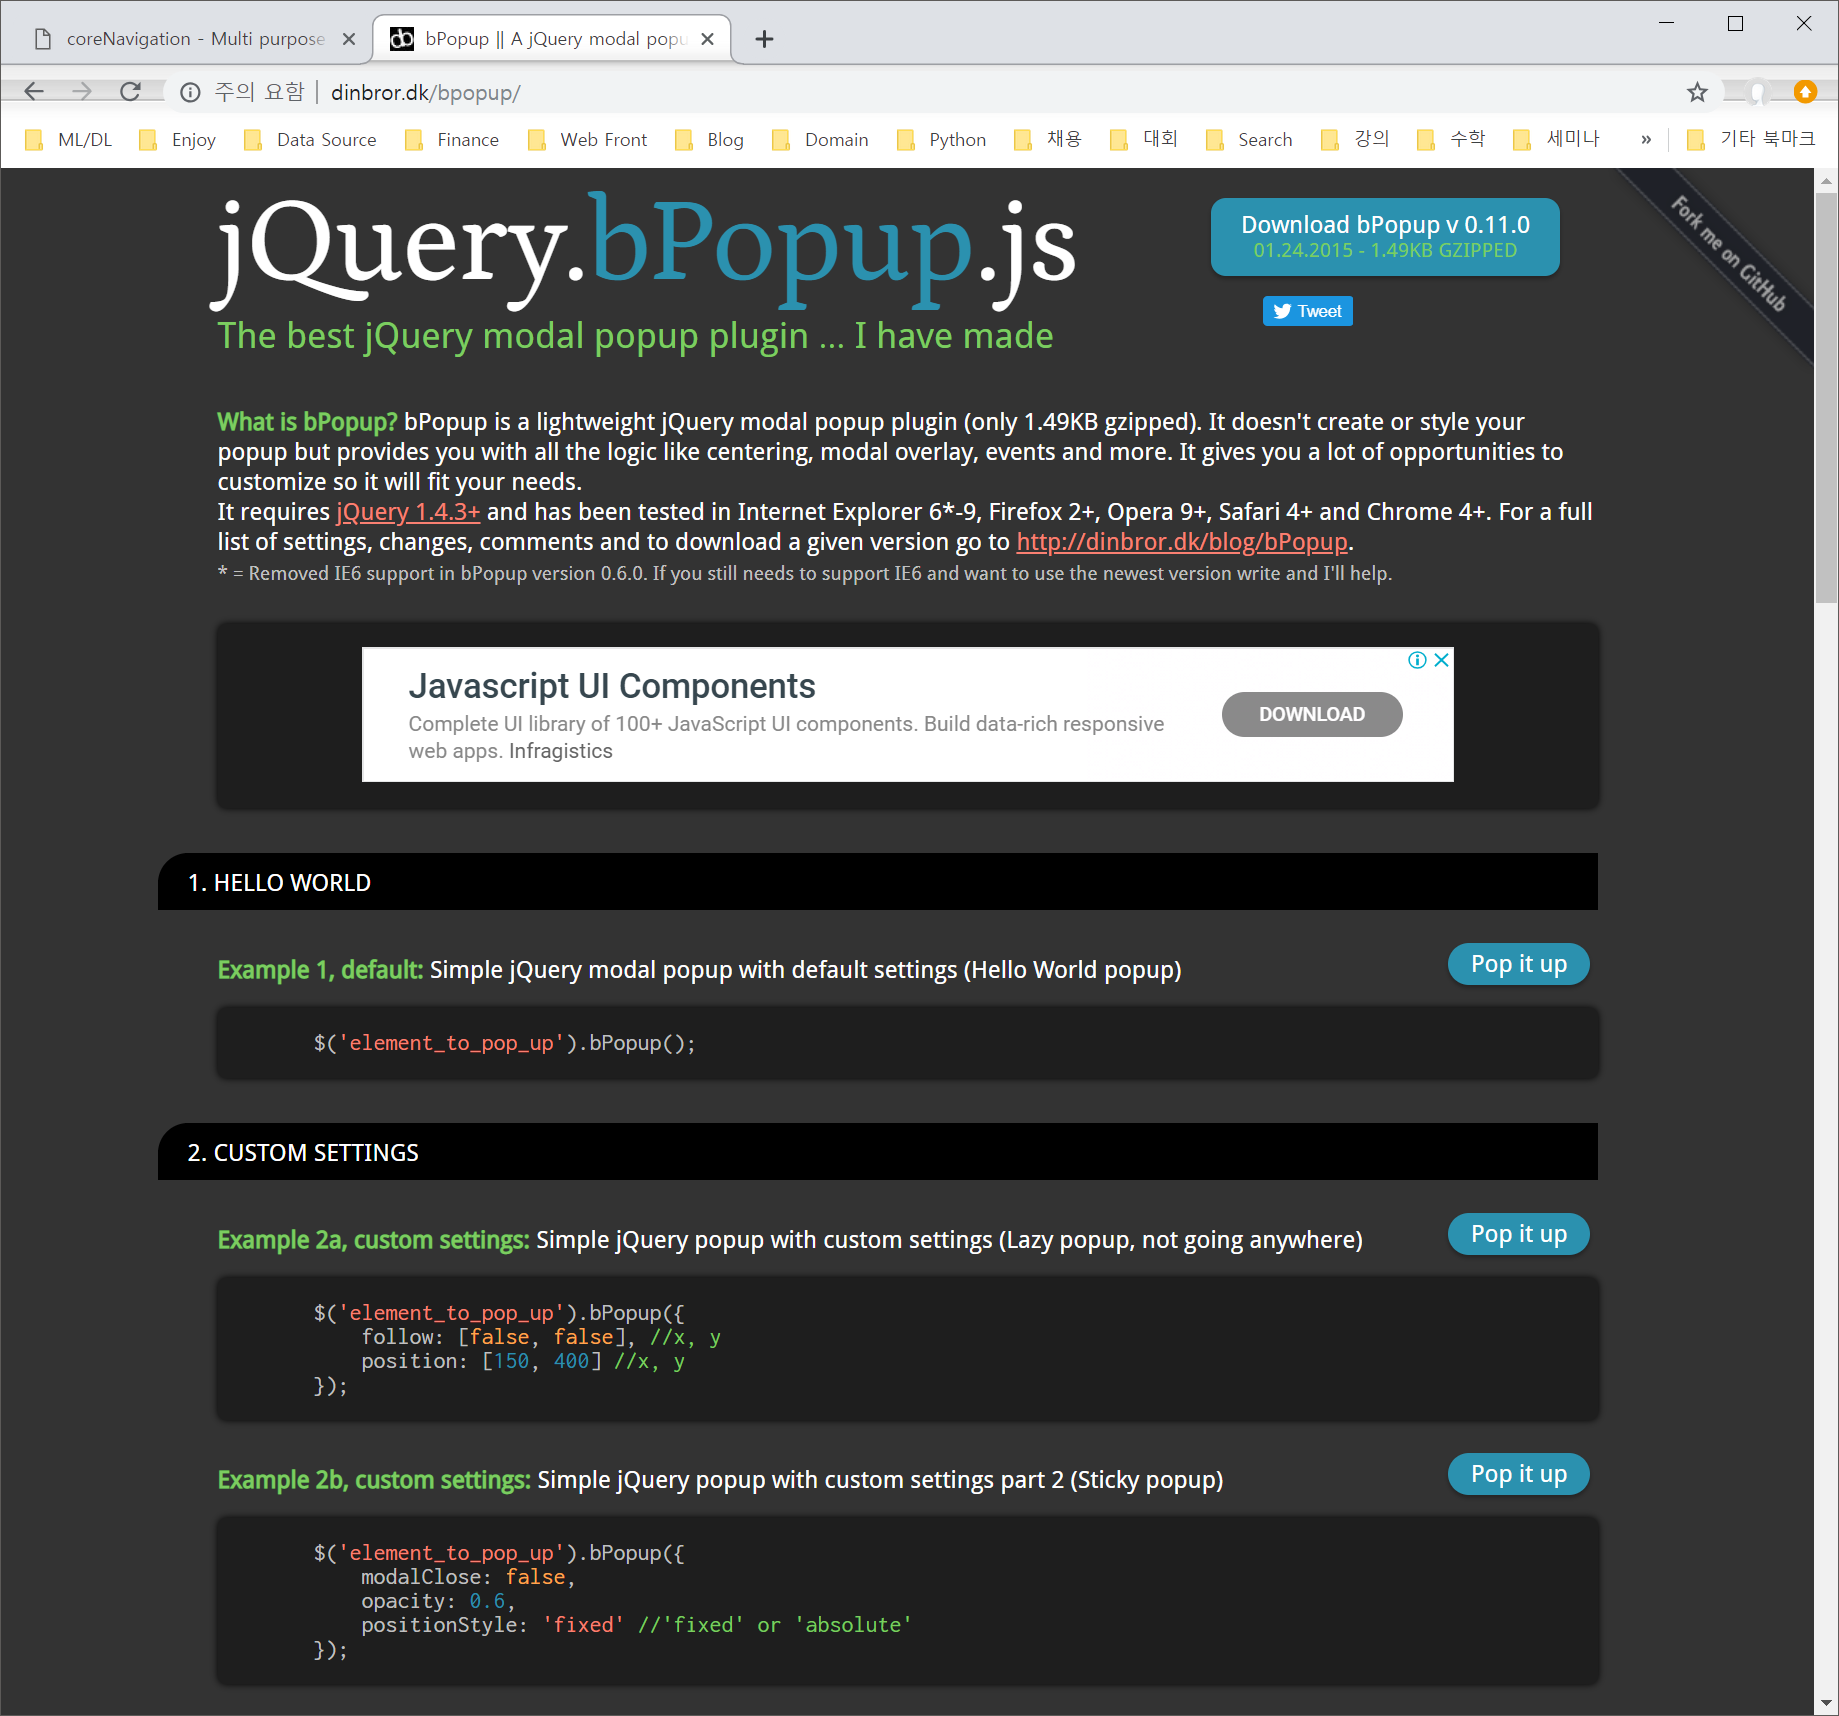 coreNavigation - Multi purpose
bPopup || A jQuery modal popu
주의 요함 | dinbror.dk/bpopup/
ML/DL Enjoy Data Source Finance Web Front Blog Domain Python 채용 대회 Search 강의 수학 세미나 » 기타 북마크
jQuery.bPopup.js
The best jQuery modal popup plugin ... I have made
Download bPopup v 0.11.0
01.24.2015 - 1.49KB GZIPPED
Tweet
Fork me on GitHub
What is bPopup? bPopup is a lightweight jQuery modal popup plugin (only 1.49KB gzipped). It doesn't create or style your
popup but provides you with all the logic like centering, modal overlay, events and more. It gives you a lot of opportunities to
customize so it will fit your needs.
It requires jQuery 1.4.3+ and has been tested in Internet Explorer 6*-9, Firefox 2+, Opera 9+, Safari 4+ and Chrome 4+. For a full
list of settings, changes, comments and to download a given version go to http://dinbror.dk/blog/bPopup.
* = Removed IE6 support in bPopup version 0.6.0. If you still needs to support IE6 and want to use the newest version write and I'll help.
Javascript UI Components
Complete UI library of 100+ JavaScript UI components. Build data-rich responsive
web apps. Infragistics
DOWNLOAD
1. HELLO WORLD
Example 1, default: Simple jQuery modal popup with default settings (Hello World popup)
Pop it up
$('element_to_pop_up').bPopup();
2. CUSTOM SETTINGS
Example 2a, custom settings: Simple jQuery popup with custom settings (Lazy popup, not going anywhere)
Pop it up
$('element_to_pop_up').bPopup({
follow: [false, false], //x, y
position: [150, 400] //x, y
});
Example 2b, custom settings: Simple jQuery popup with custom settings part 2 (Sticky popup)
Pop it up
$('element_to_pop_up').bPopup({
modalClose: false,
opacity: 0.6,
positionStyle: 'fixed' //'fixed' or 'absolute'
});